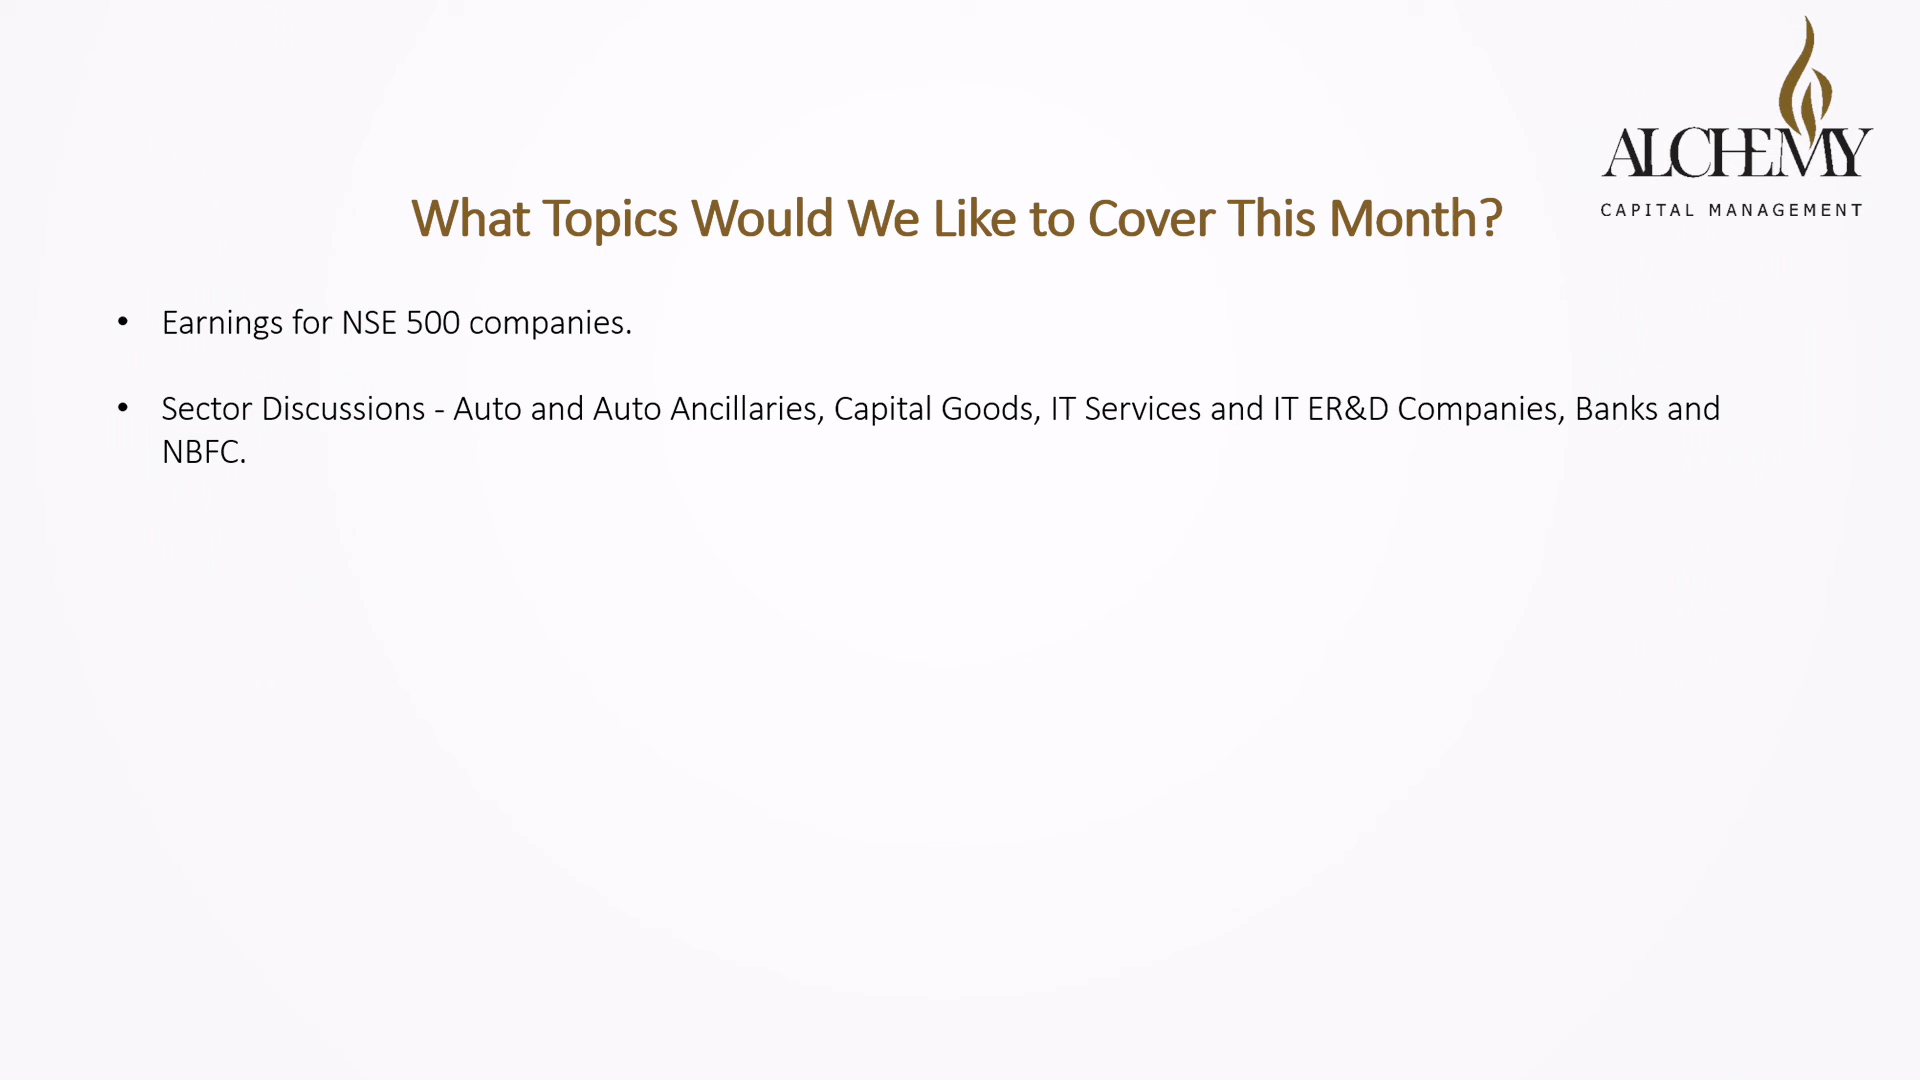 ALCHEMY
CAPITAL MANAGEMENT
What Topics Would We Like to Cover This Month?
• Earnings for NSE 500 companies.
• Sector Discussions - Auto and Auto Ancillaries, Capital Goods, IT Services and IT ER&D Companies, Banks and
NBFC.